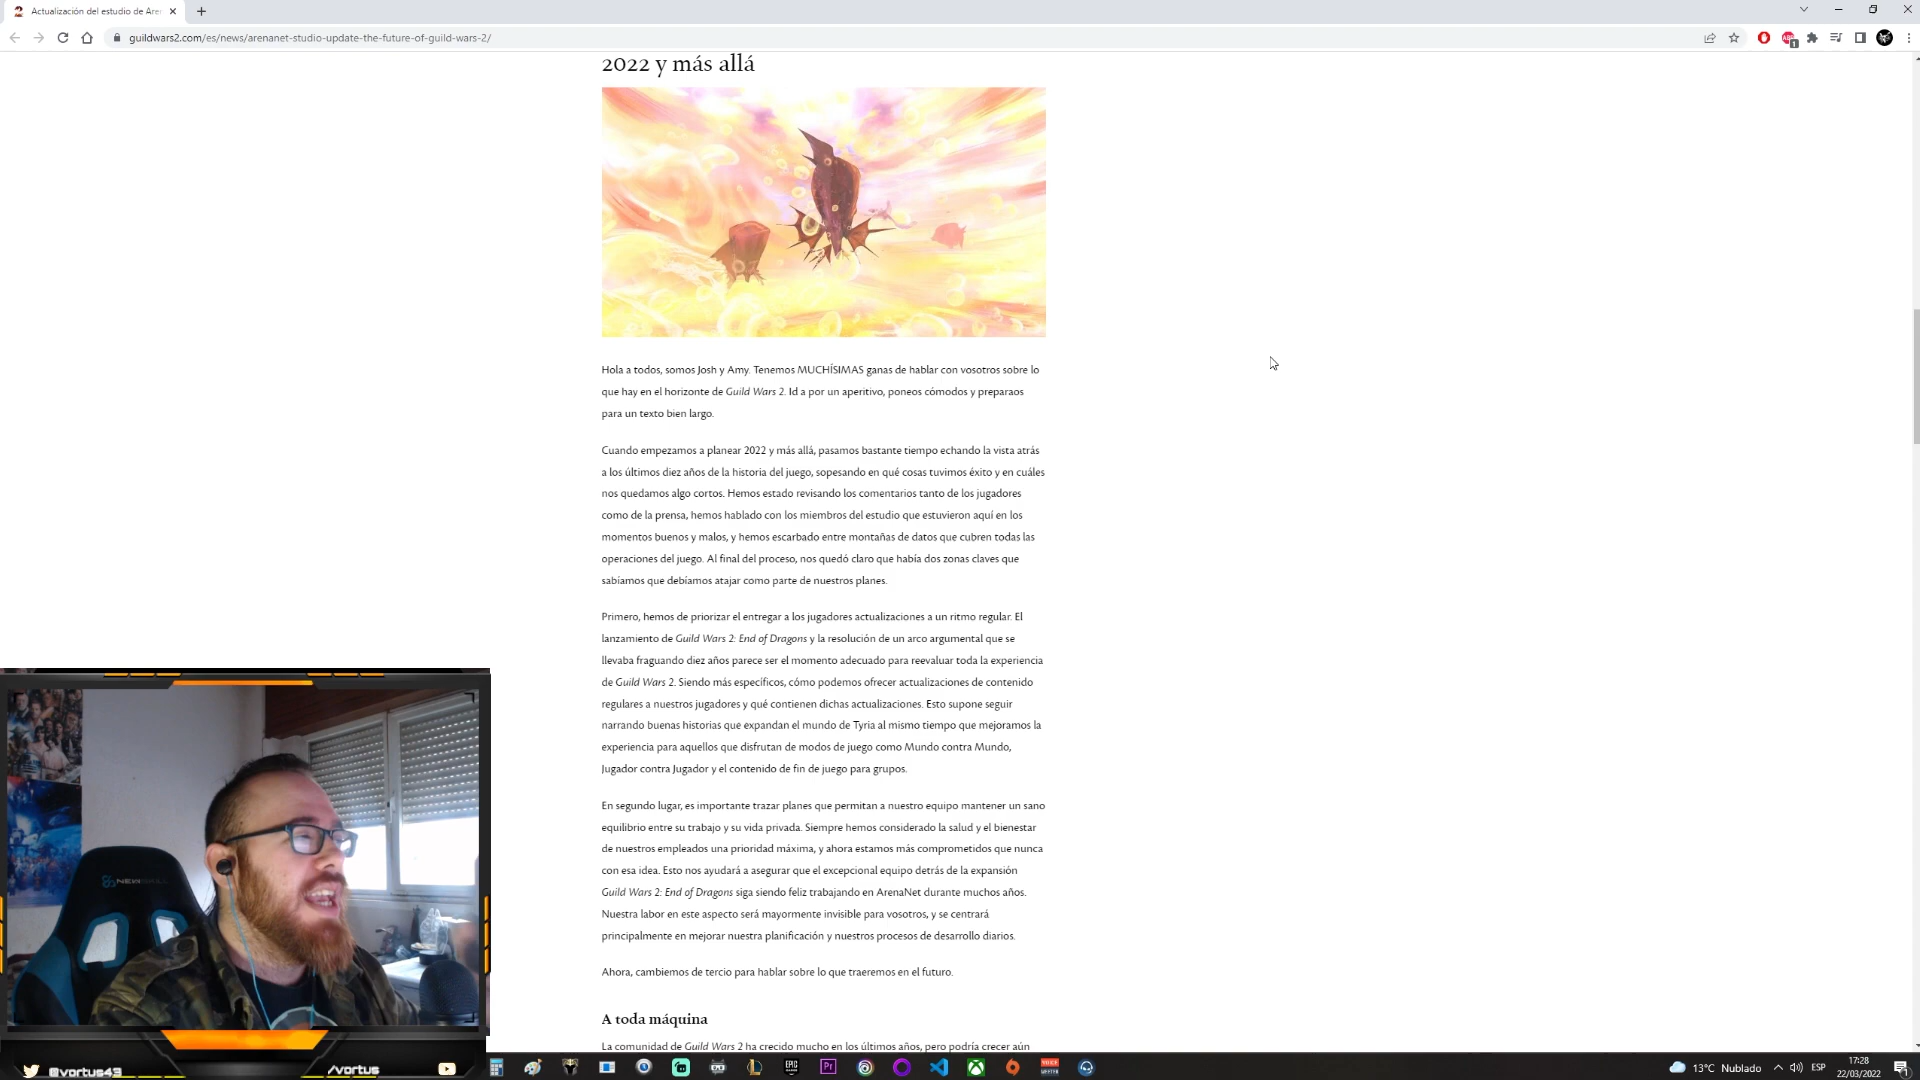 Actualización del estudio de Are
guildwars2.com/es/news/arenanet-studio-update-the-future-of-guild-wars-2/
2022 y más allá
Hola a todos, somos Josh y Amy. Tenemos MUCHÍSIMAS ganas de hablar con vosotros sobre lo
que hay en el horizonte de Guild Wars 2. Id a por un aperitivo, poneos cómodos y preparaos
para un texto bien largo.
Cuando empezamos a planear 2022 y más allá, pasamos bastante tiempo echando la vista atrás
a los últimos diez años de la historia del juego, sopesando en qué cosas tuvimos éxito y en cuáles
nos quedamos algo cortos. Hemos estado revisando los comentarios tanto de los jugadores
como de la prensa, hemos hablado con los miembros del estudio que estuvieron aquí en los
momentos buenos y malos, y hemos escarbado entre montañas de datos que cubren todas las
operaciones del juego. Al final del proceso, nos quedó claro que había dos zonas claves que
sabíamos que debíamos atajar como parte de nuestros planes.
Primero, hemos de priorizar el entregar a los jugadores actualizaciones a un ritmo regular. El
lanzamiento de Guild Wars 2: End of Dragons y la resolución de un arco argumental que se
llevaba fraguando diez años parece ser el momento adecuado para reevaluar toda la experiencia
de Guild Wars 2. Siendo más específicos, cómo podemos ofrecer actualizaciones de contenido
regulares a nuestros jugadores y qué contienen dichas actualizaciones. Esto supone seguir
narrando buenas historias que expandan el mundo de Tyria al mismo tiempo que mejoramos la
experiencia para aquellos que disfrutan de modos de juego como Mundo contra Mundo,
Jugador contra Jugador y el contenido de fin de juego para grupos.
En segundo lugar, es importante trazar planes que permitan a nuestro equipo mantener un sano
equilibrio entre su trabajo y su vida privada. Siempre hemos considerado la salud y el bienestar
de nuestros empleados una prioridad máxima, y ahora estamos más comprometidos que nunca
con esa idea. Esto nos ayudará a asegurar que el excepcional equipo detrás de la expansión
Guild Wars 2: End of Dragons siga siendo feliz trabajando en ArenaNet durante muchos años.
Nuestra labor en este aspecto será mayormente invisible para vosotros, y se centrará
principalmente en mejorar nuestra planificación y nuestros procesos de desarrollo diarios.
Ahora, cambiemos de tercio para hablar sobre lo que traeremos en el futuro.
A toda máquina
La comunidad de Guild Wars 2 ha crecido mucho en los últimos años, pero podría crecer aún
@vortus43
/vortus
EPIC
Pr
13°C Nublado
ESP
17:28
22/03/2022